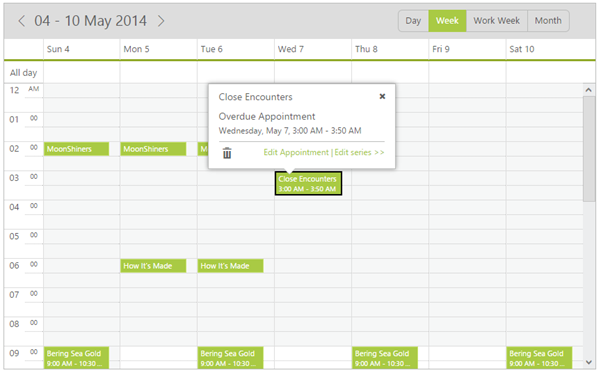 04 - 10 May 2014
Day Week Work Week Month
Sun 4 Mon 5 Tue 6 Wed 7 Thu 8 Fri 9 Sat 10
All day
12 AM
Close Encounters
Overdue Appointment
Wednesday, May 7, 3:00 AM - 3:50 AM
Edit Appointment | Edit series >>
01 00
02 00 MoonShiners MoonShiners
03 00 Close Encounters
3:00 AM - 3:50 AM
04 00
05 00
06 00 How It's Made How It's Made
07 00
08 00
09 00 Bering Sea Gold Bering Sea Gold Bering Sea Gold Bering Sea Gold
9:00 AM - 10:30 ... 9:00 AM - 10:30 ... 9:00 AM - 10:30 ... 9:00 AM - 10:30 ...